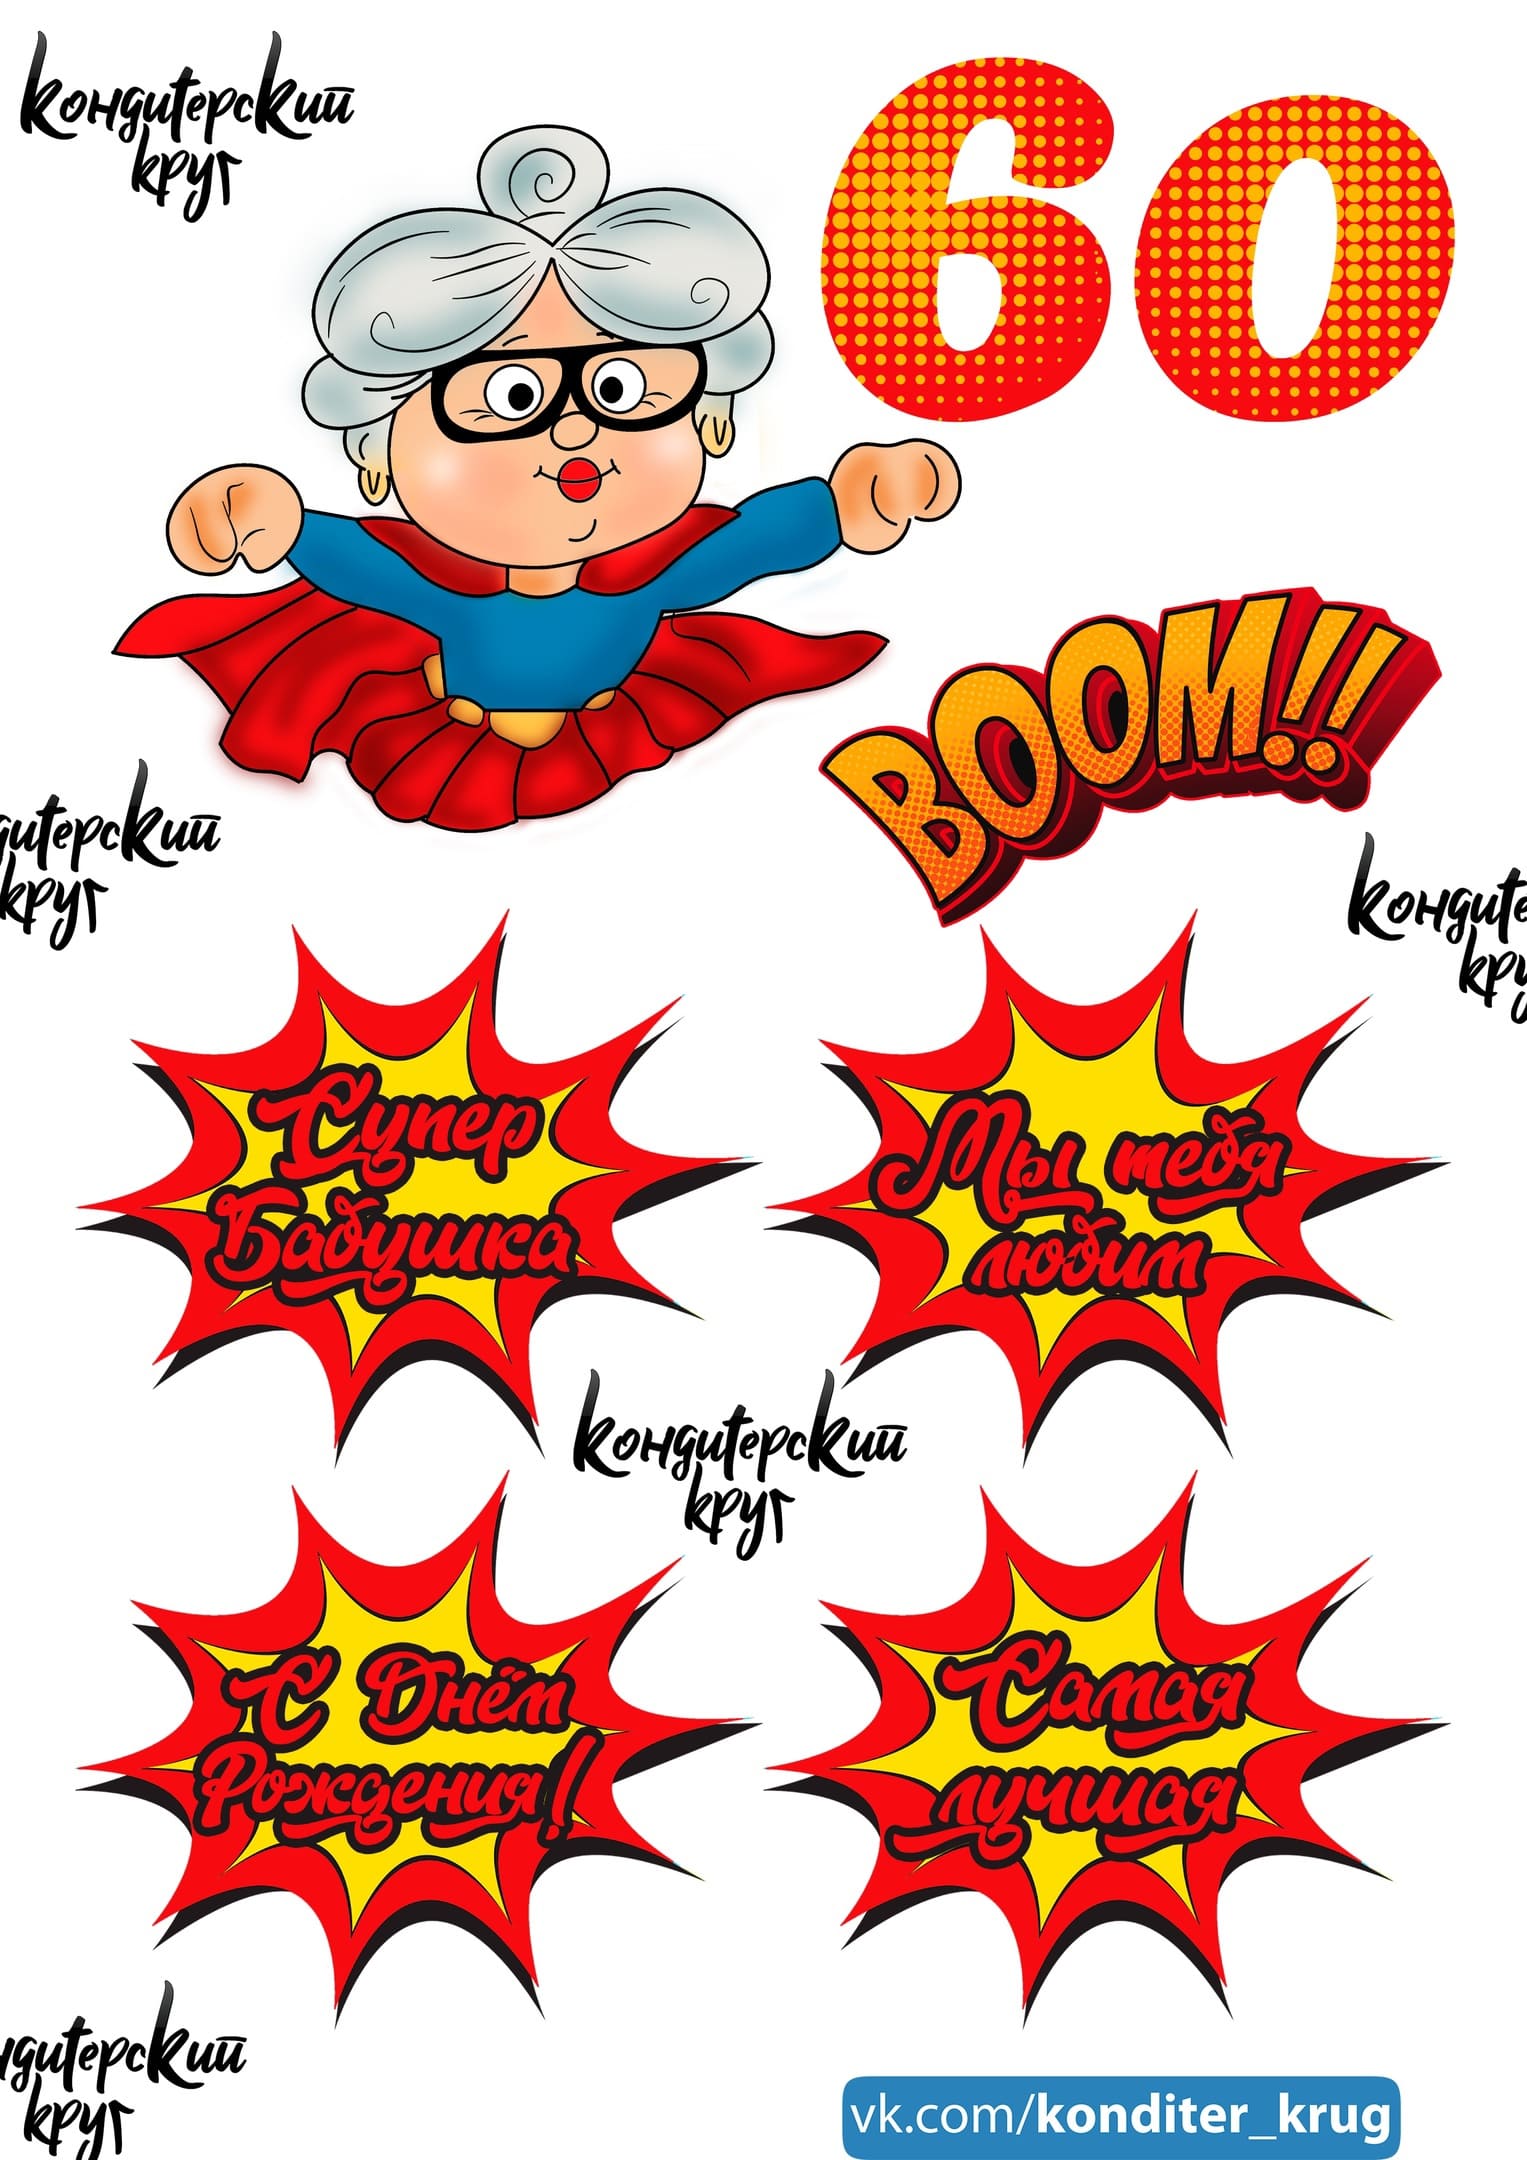 Кондитерский
круг
60
BOOM!!
кондитерский
круг
Кондитерский
круг
Супер
Бабушка
Мы тебя
любим
Кондитерский
круг
С Днём
Рождения!
Самая
лучшая
кондитерский
круг
vk.com/konditer_krug